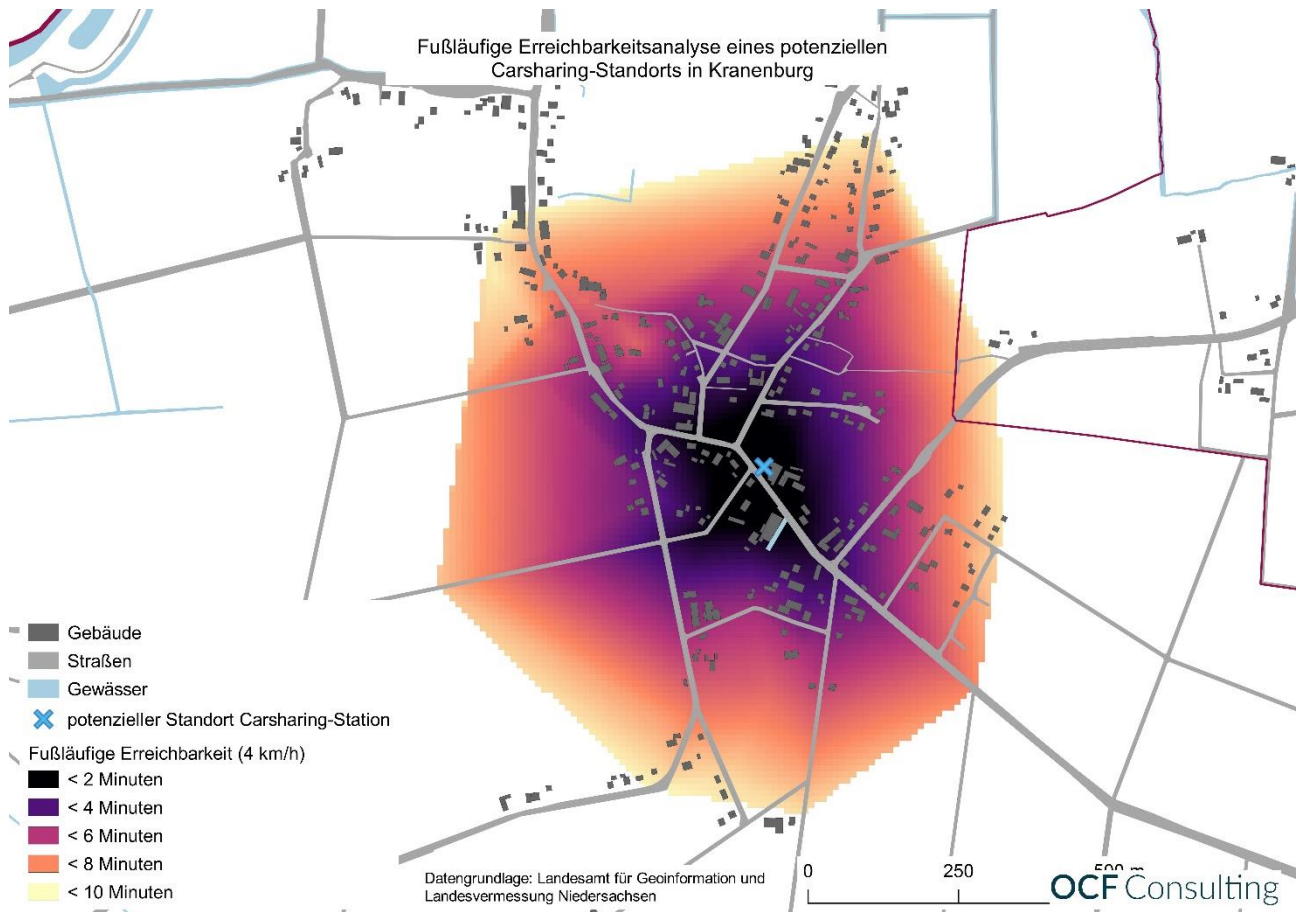 Fußläufige Erreichbarkeitsanalyse eines potenziellen
Carsharing-Standorts in Kranenburg
Gebäude
Straßen
Gewässer
potenzieller Standort Carsharing-Station
Fußläufige Erreichbarkeit (4 km/h)
< 2 Minuten
< 4 Minuten
< 6 Minuten
< 8 Minuten
< 10 Minuten
Datengrundlage: Landesamt für Geoinformation und
Landesvermessung Niedersachsen
0 250 500 m
OCF Consulting